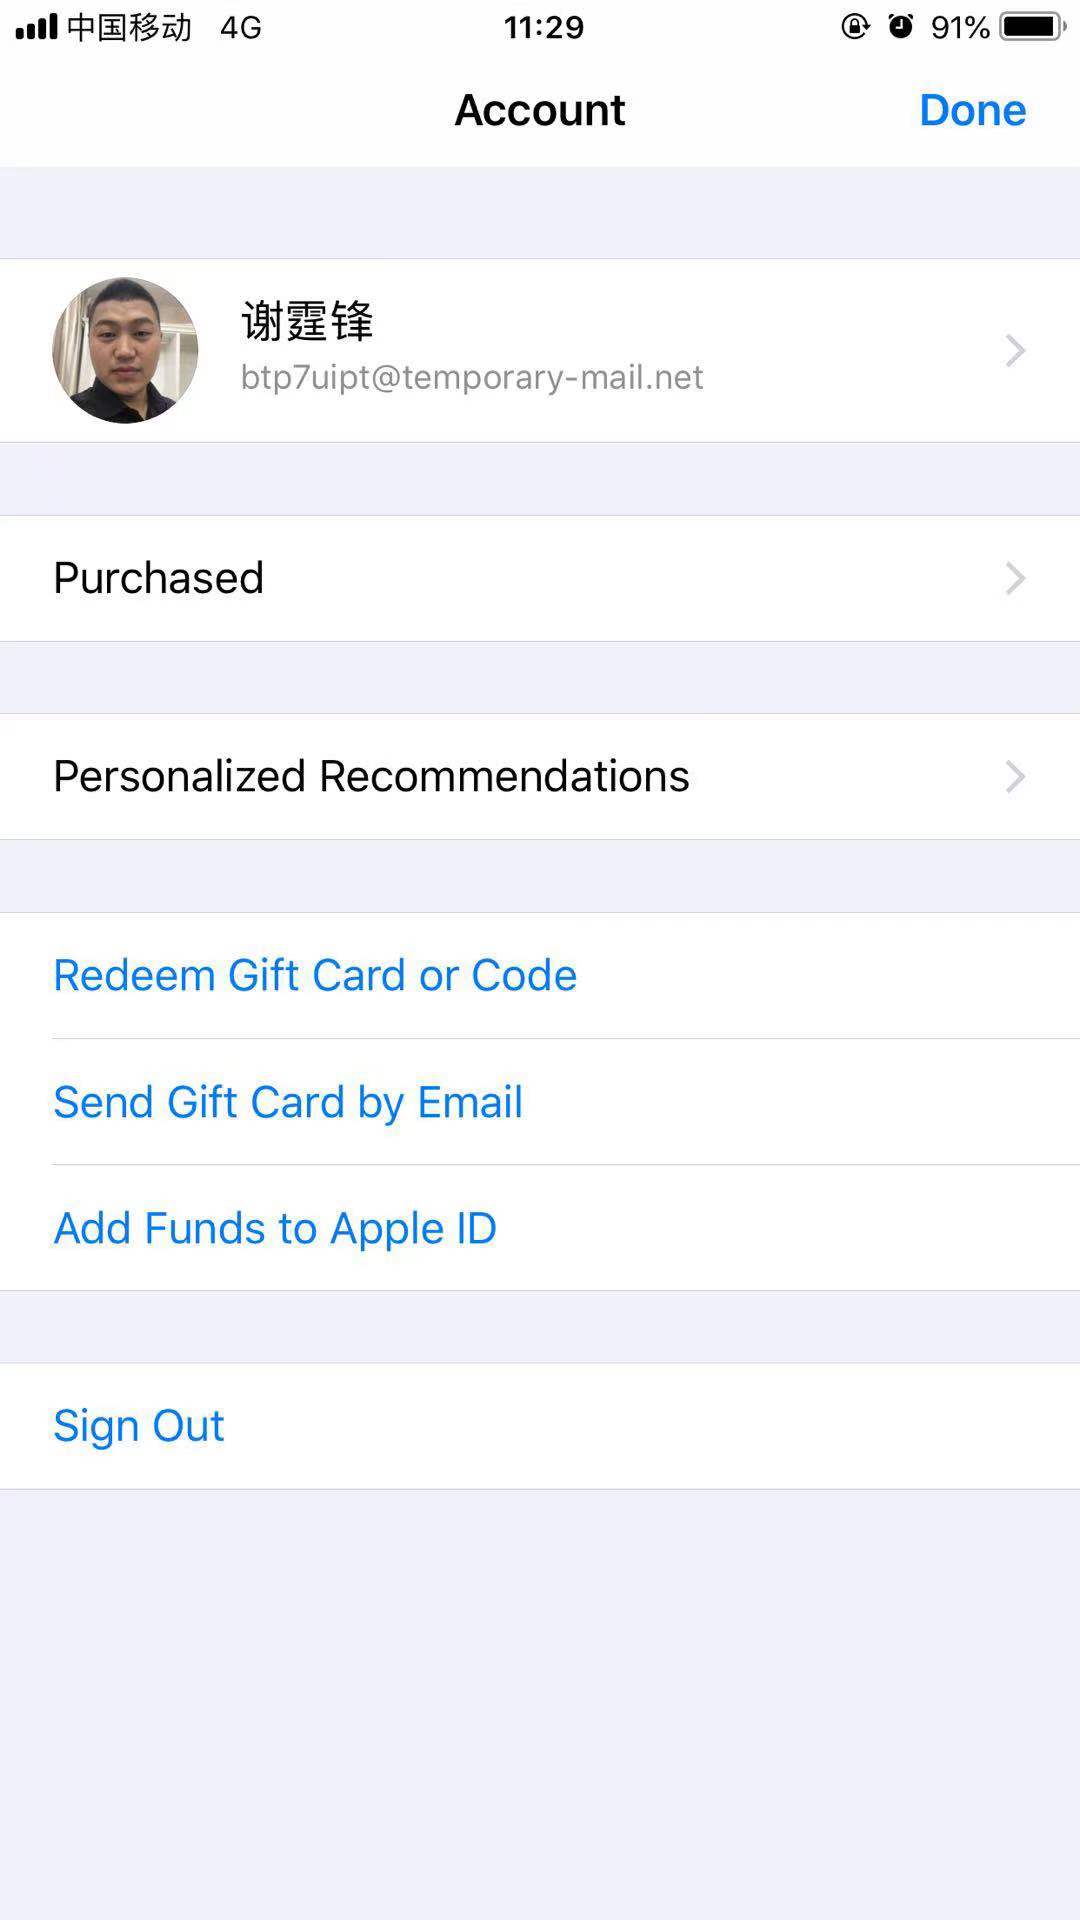 中国移动 4G 11:29 91%
Account Done
谢霆锋
btp7uipt@temporary-mail.net
Purchased
Personalized Recommendations
Redeem Gift Card or Code
Send Gift Card by Email
Add Funds to Apple ID
Sign Out